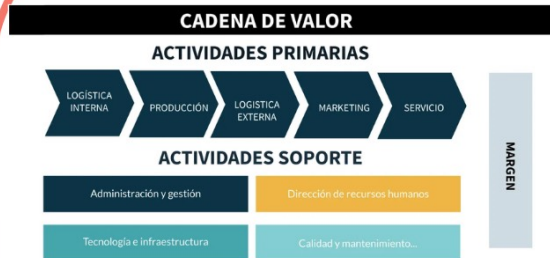 CADENA DE VALOR
ACTIVIDADES PRIMARIAS
LOGÍSTICA
INTERNA
PRODUCCIÓN
LOGISTICA
EXTERNA
MARKETING
SERVICIO
MARGEN
ACTIVIDADES SOPORTE
Administración y gestión
Dirección de recursos humanos
Tecnología e infraestructura
Calidad y mantenimiento...